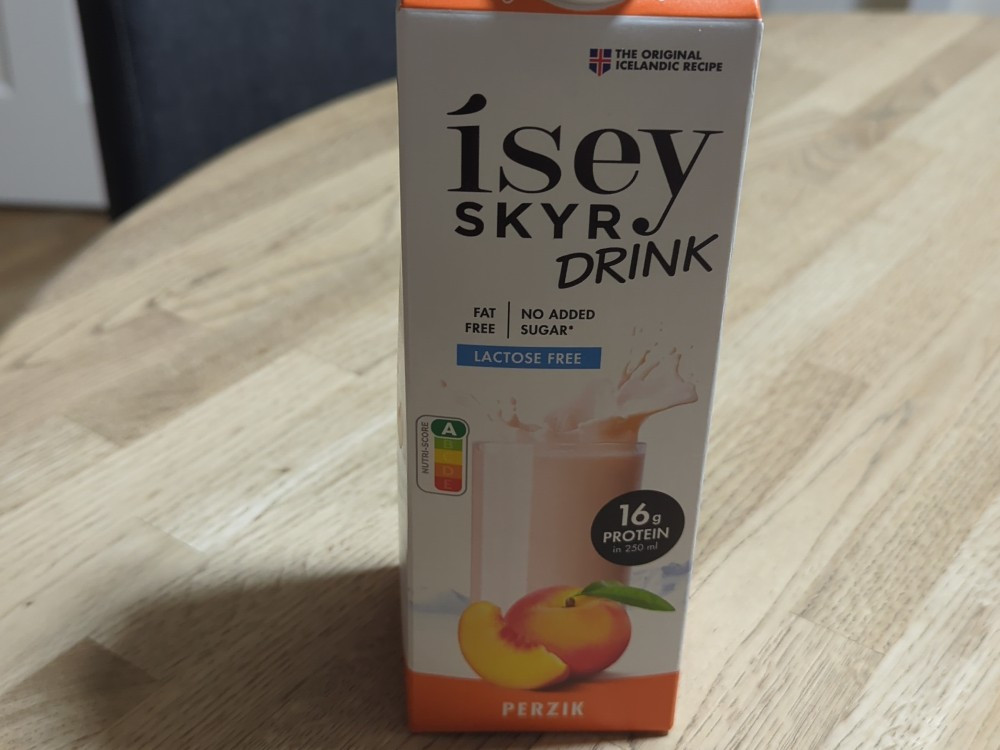 THE ORIGINAL
ICELANDIC RECIPE
ísey
SKYR
DRINK
FAT
FREE
NO ADDED
SUGAR*
LACTOSE FREE
NUTRI-SCORE
A
B
C
D
E
16g
PROTEIN
in 250 ml
PERZIK